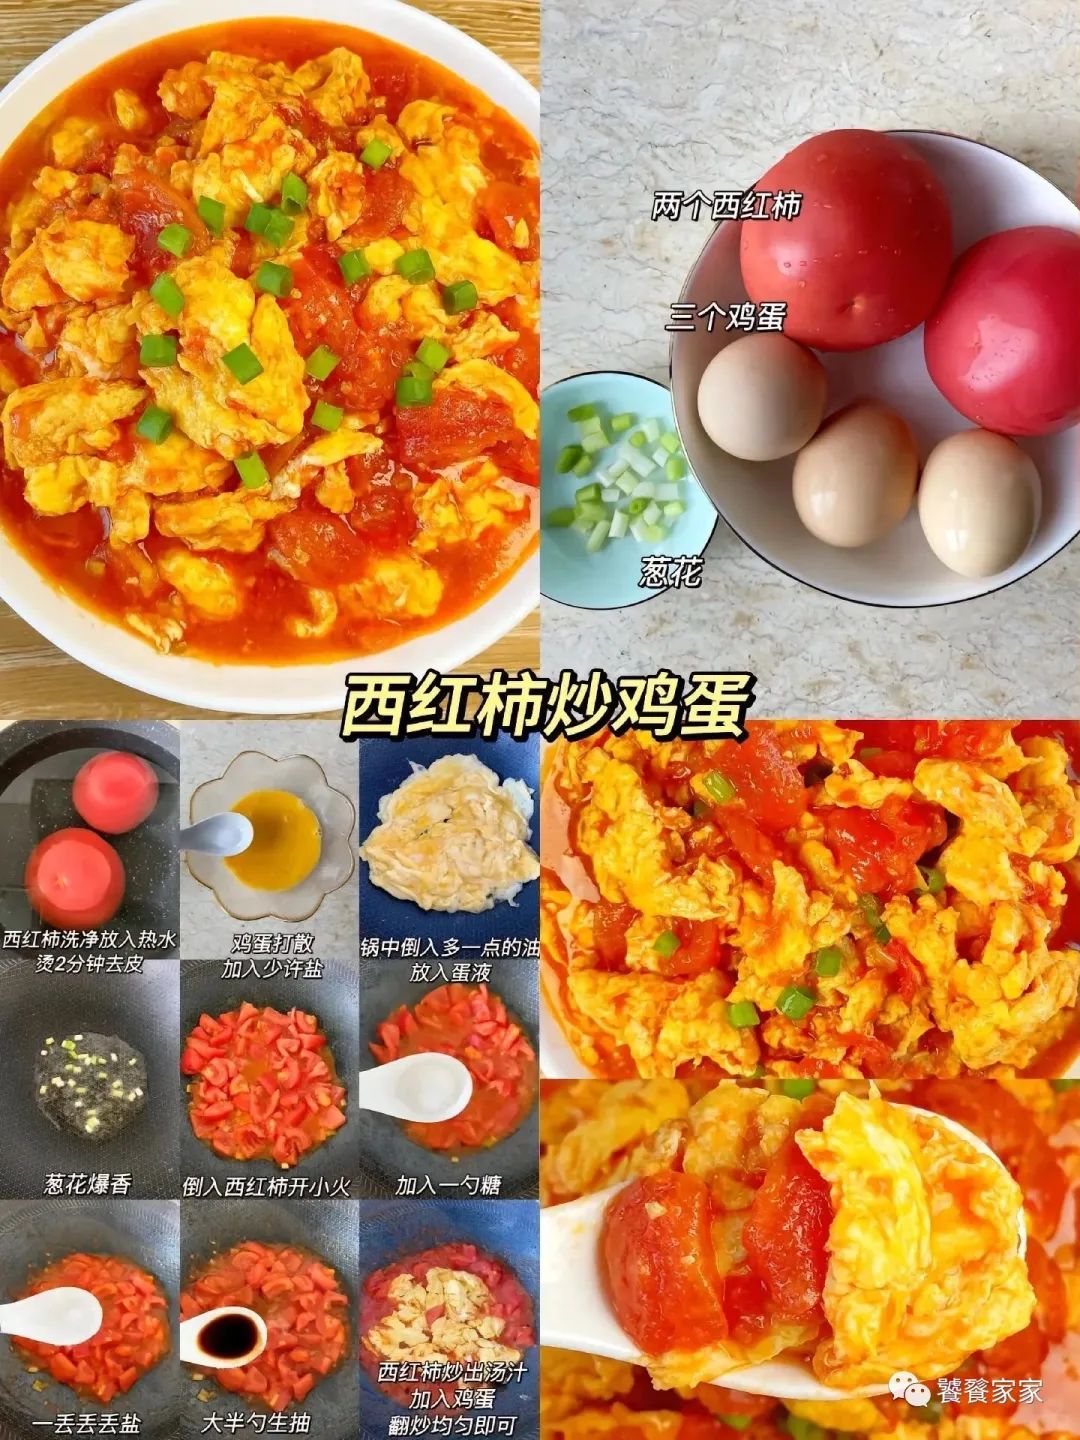 两个西红柿
三个鸡蛋
葱花
西红柿炒鸡蛋
西红柿洗净放入热水
烫2分钟去皮
鸡蛋打散
加入少许盐
锅中倒入多一点的油
放入蛋液
葱花爆香
倒入西红柿开小火
加入一勺糖
一丢丢丢盐
大半勺生抽
西红柿炒出汤汁
加入鸡蛋
翻炒均匀即可
饕餮家家